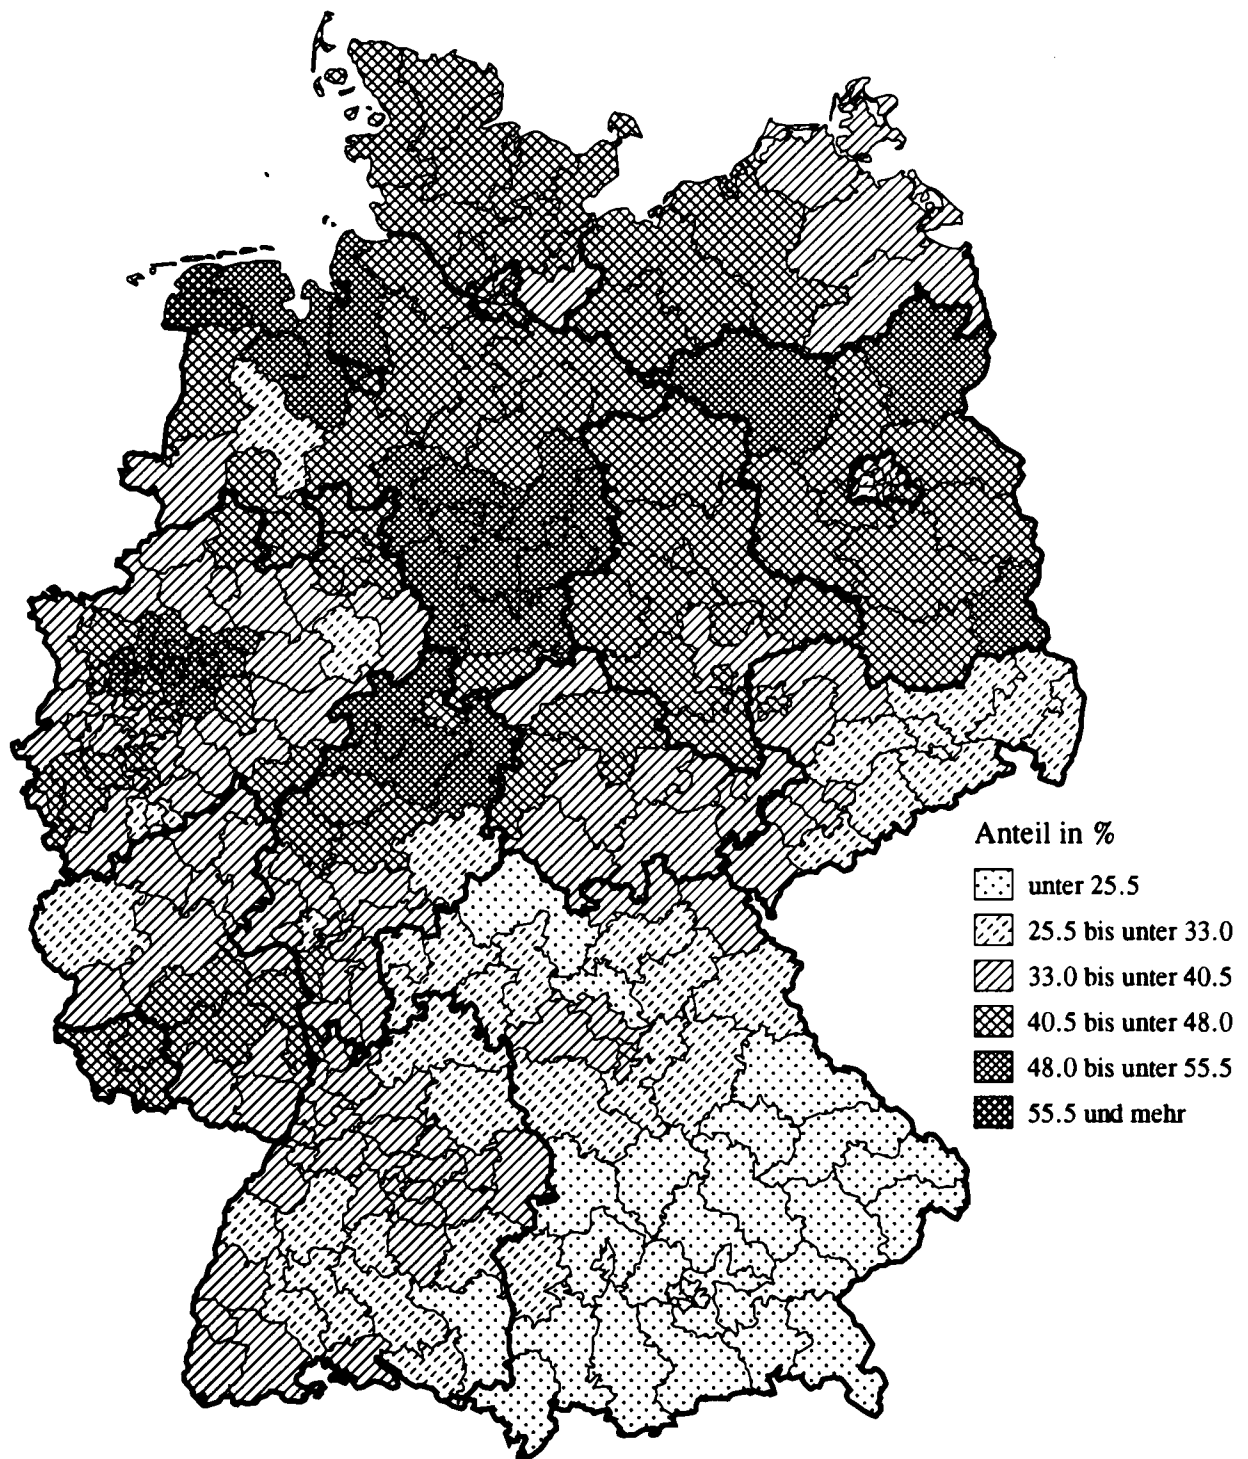 Anteil in %
unter 25.5
25.5 bis unter 33.0
33.0 bis unter 40.5
40.5 bis unter 48.0
48.0 bis unter 55.5
55.5 und mehr